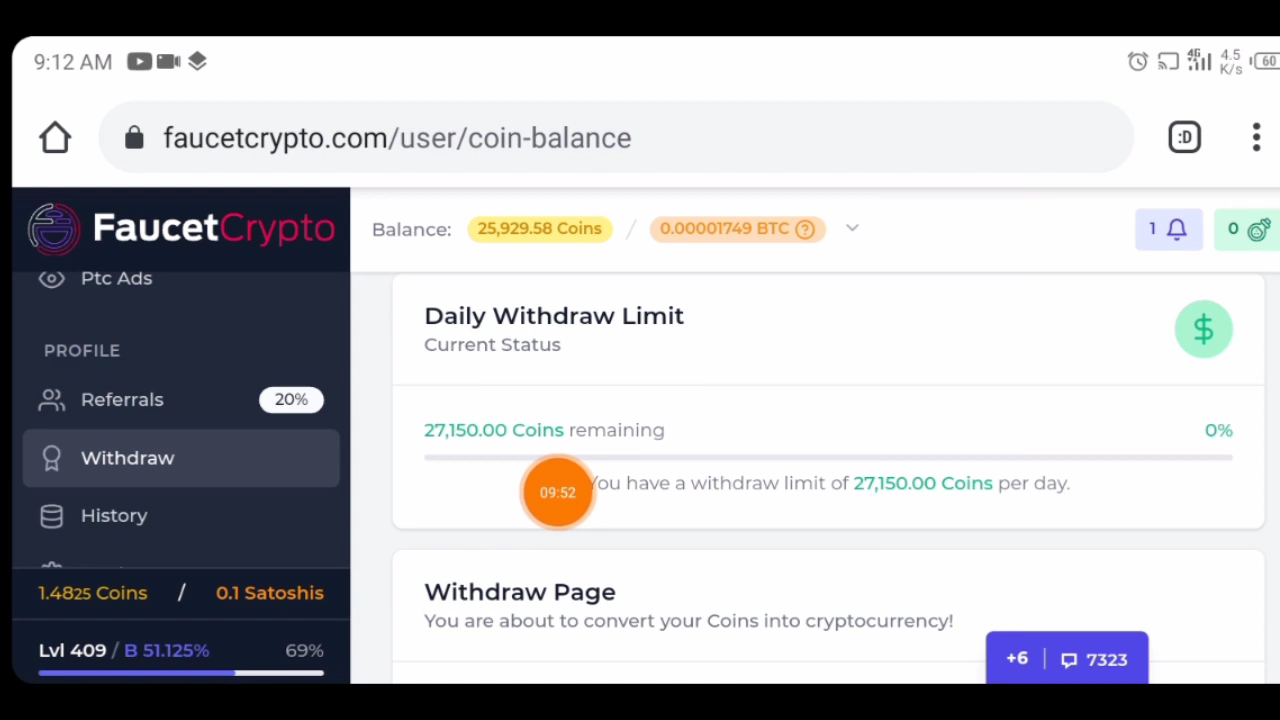 9:12 AM
4G
4.5
K/s
60
faucetcrypto.com/user/coin-balance
:D
FaucetCrypto
Balance: 25,929.58 Coins / 0.00001749 BTC ?
1
0
Ptc Ads
PROFILE
Referrals 20%
Withdraw
History
1.4825 Coins / 0.1 Satoshis
Lvl 409 / B 51.125% 69%
Daily Withdraw Limit
Current Status
$
27,150.00 Coins remaining 0%
09:52
You have a withdraw limit of 27,150.00 Coins per day.
Withdraw Page
You are about to convert your Coins into cryptocurrency!
+6 7323